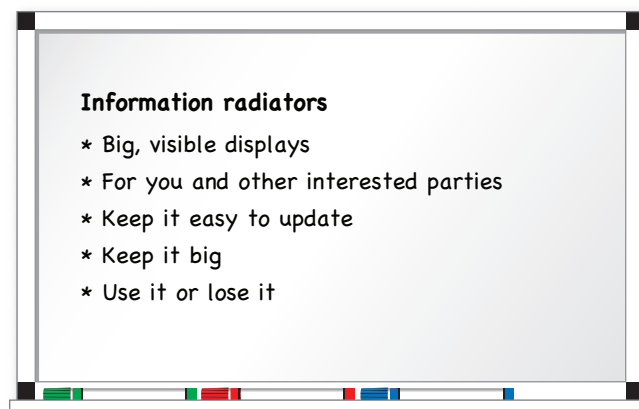 Information radiators
* Big, visible displays
* For you and other interested parties
* Keep it easy to update
* Keep it big
* Use it or lose it